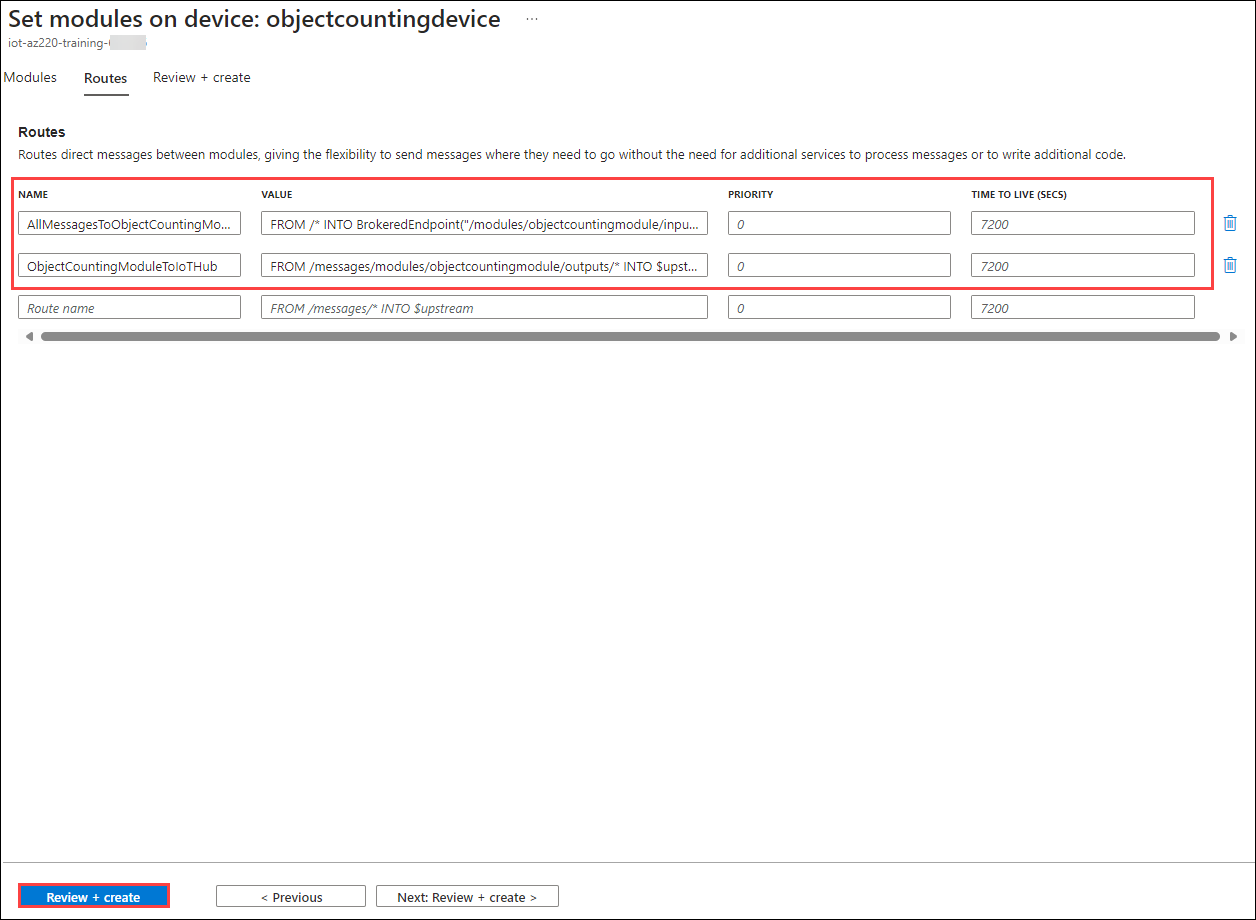 Set modules on device: objectcountingdevice ...
iot-az220-training-
Modules Routes Review + create
Routes
Routes direct messages between modules, giving the flexibility to send messages where they need to go without the need for additional services to process messages or to write additional code.
NAME VALUE PRIORITY TIME TO LIVE (SECS)
AllMessagesToObjectCountingMo... FROM /* INTO BrokeredEndpoint("/modules/objectcountingmodule/inpu... 0 7200
ObjectCountingModuleToIoTHub FROM /messages/modules/objectcountingmodule/outputs/* INTO $upst... 0 7200
Route name FROM /messages/* INTO $upstream 0 7200
Review + create < Previous Next: Review + create >